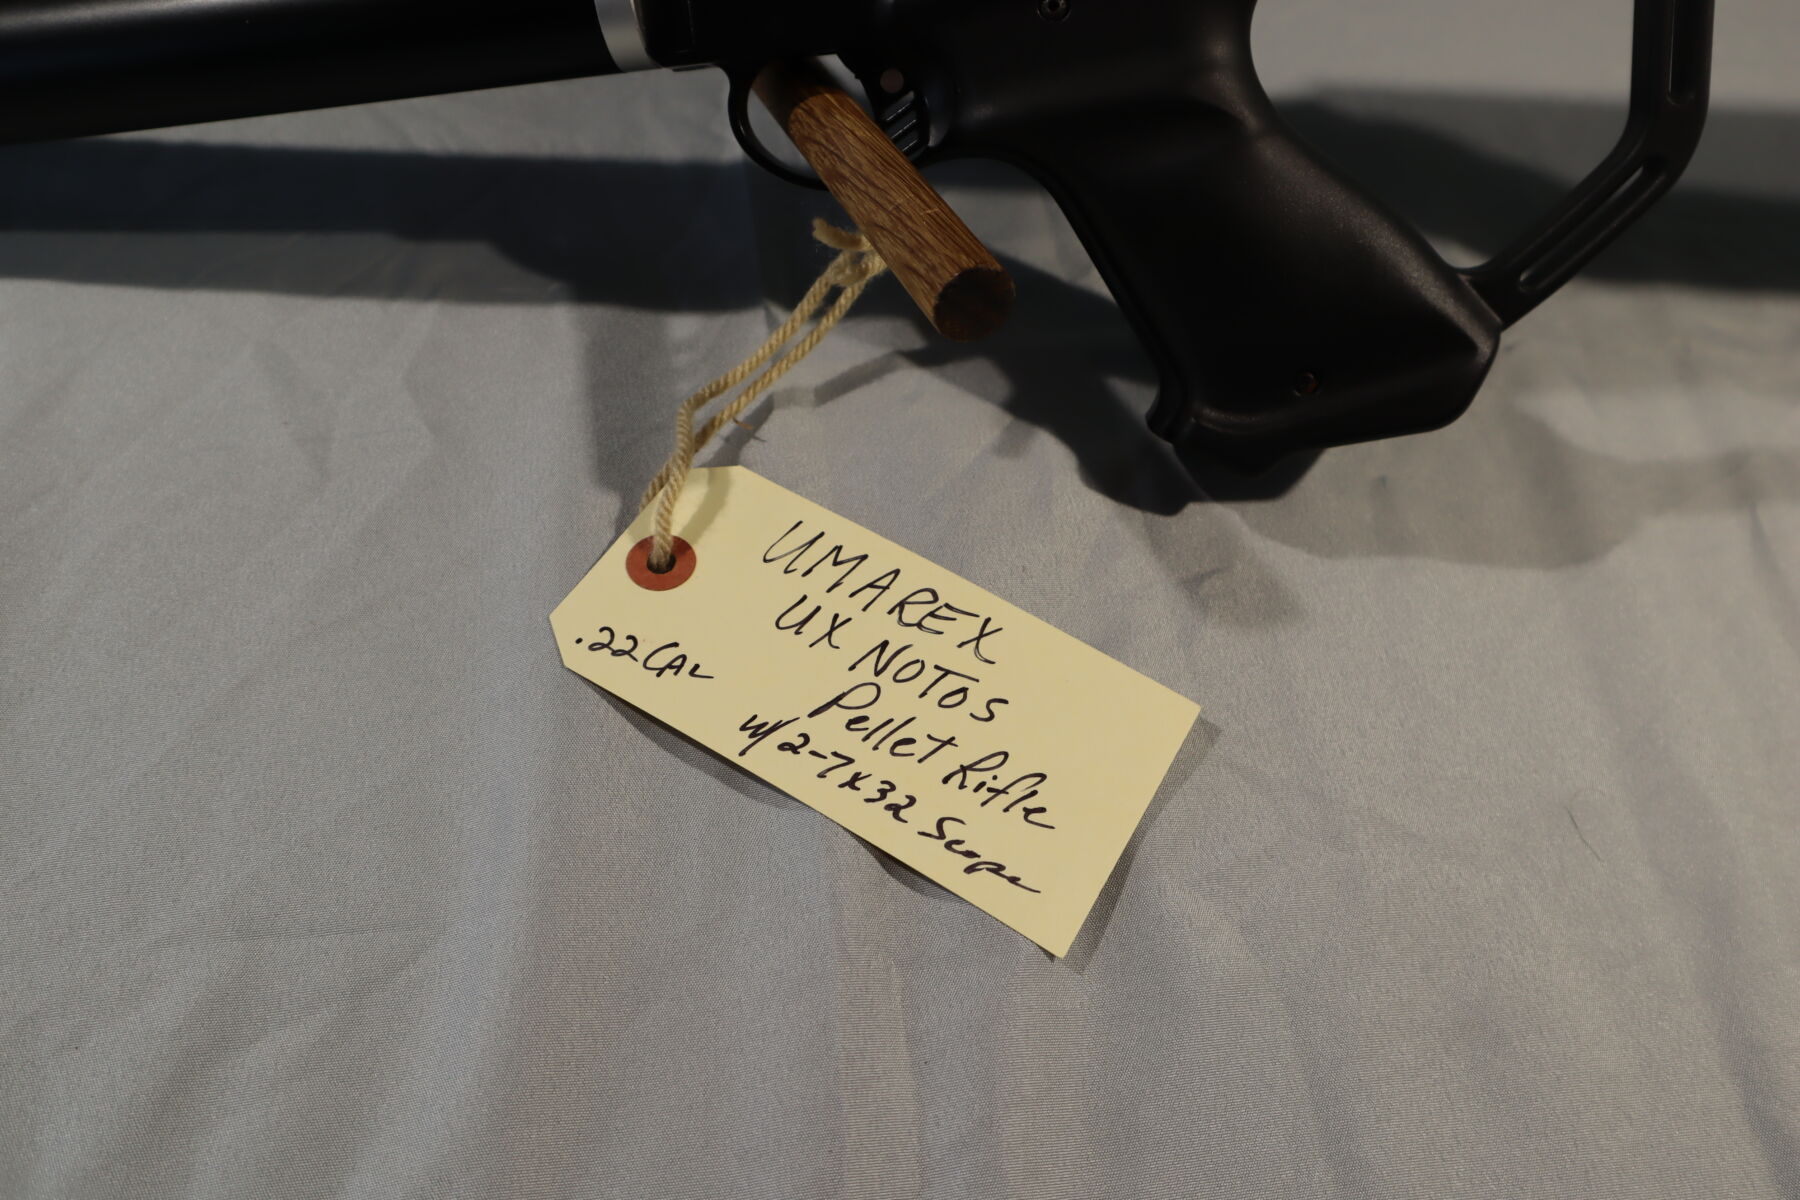 UMAREX
UX NOTOS
Pellet Rifle
w/ 2-7x32 Scope
.22 CAL